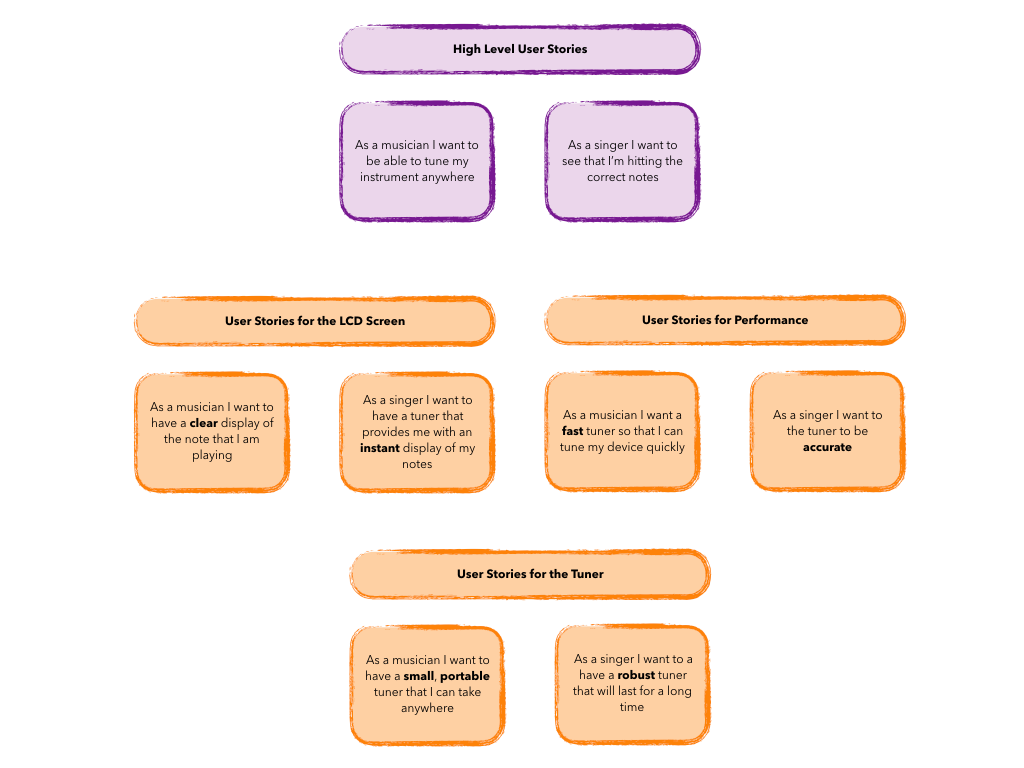 High Level User Stories
As a musician I want to
be able to tune my
instrument anywhere
As a singer I want to
see that I'm hitting the
correct notes
User Stories for the LCD Screen
User Stories for Performance
As a musician I want to
have a clear display of
the note that I am
playing
As a singer I want to
have a tuner that
provides me with an
instant display of my
notes
As a musician I want a
fast tuner so that I can
tune my device quickly
As a singer I want to
the tuner to be
accurate
User Stories for the Tuner
As a musician I want to
have a small, portable
tuner that I can take
anywhere
As a singer I want to a
have a robust tuner
that will last for a long
time